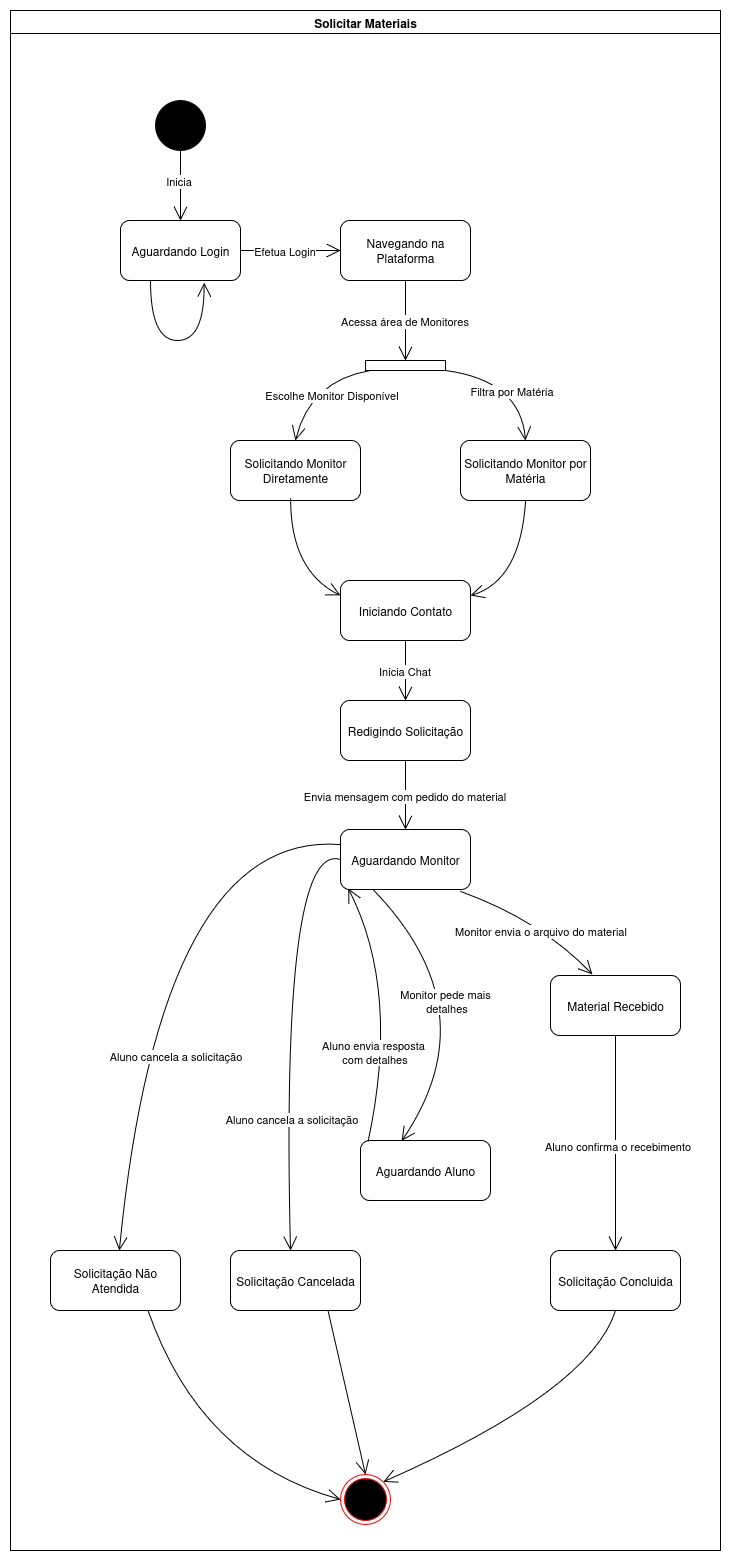 Solicitar Materiais
Inicia
Aguardando Login
Efetua Login
Navegando na
Plataforma
Acessa área de Monitores
Escolhe Monitor Disponível
Filtra por Matéria
Solicitando Monitor
Diretamente
Solicitando Monitor por
Matéria
Iniciando Contato
Inicia Chat
Redigindo Solicitação
Envia mensagem com pedido do material
Aguardando Monitor
Monitor envia o arquivo do material
Monitor pede mais
detalhes
Material Recebido
Aluno envia resposta
com detalhes
Aluno cancela a solicitação
Aluno cancela a solicitação
Aluno confirma o recebimento
Aguardando Aluno
Solicitação Não
Atendida
Solicitação Cancelada
Solicitação Concluida